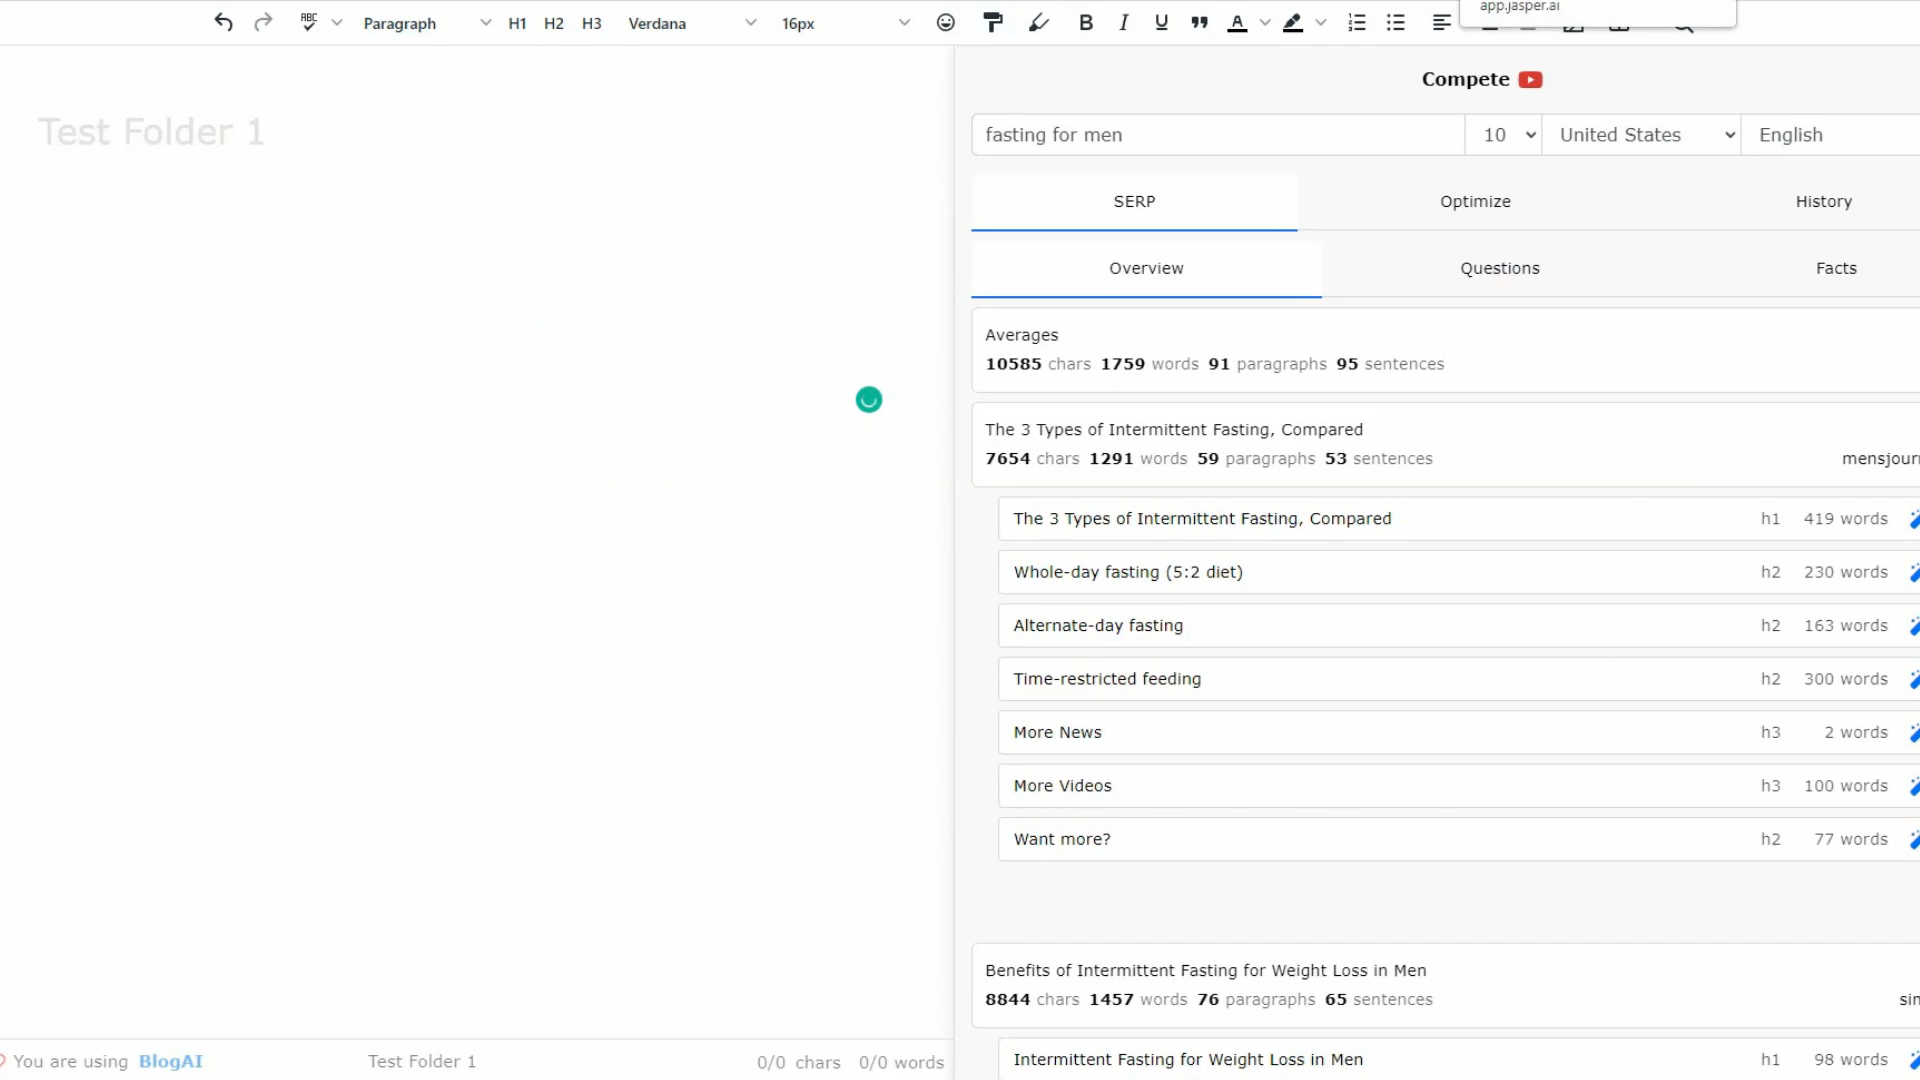 app.jasper.ai
ABC Paragraph H1 H2 H3 Verdana 16px B I U A
Compete
Test Folder 1
fasting for men 10 United States English
SERP Optimize History
Overview Questions Facts
Averages
10585 chars 1759 words 91 paragraphs 95 sentences
The 3 Types of Intermittent Fasting, Compared
7654 chars 1291 words 59 paragraphs 53 sentences mensjour
The 3 Types of Intermittent Fasting, Compared h1 419 words
Whole-day fasting (5:2 diet) h2 230 words
Alternate-day fasting h2 163 words
Time-restricted feeding h2 300 words
More News h3 2 words
More Videos h3 100 words
Want more? h2 77 words
Benefits of Intermittent Fasting for Weight Loss in Men
8844 chars 1457 words 76 paragraphs 65 sentences
Intermittent Fasting for Weight Loss in Men h1 98 words
You are using BlogAI Test Folder 1 0/0 chars 0/0 words